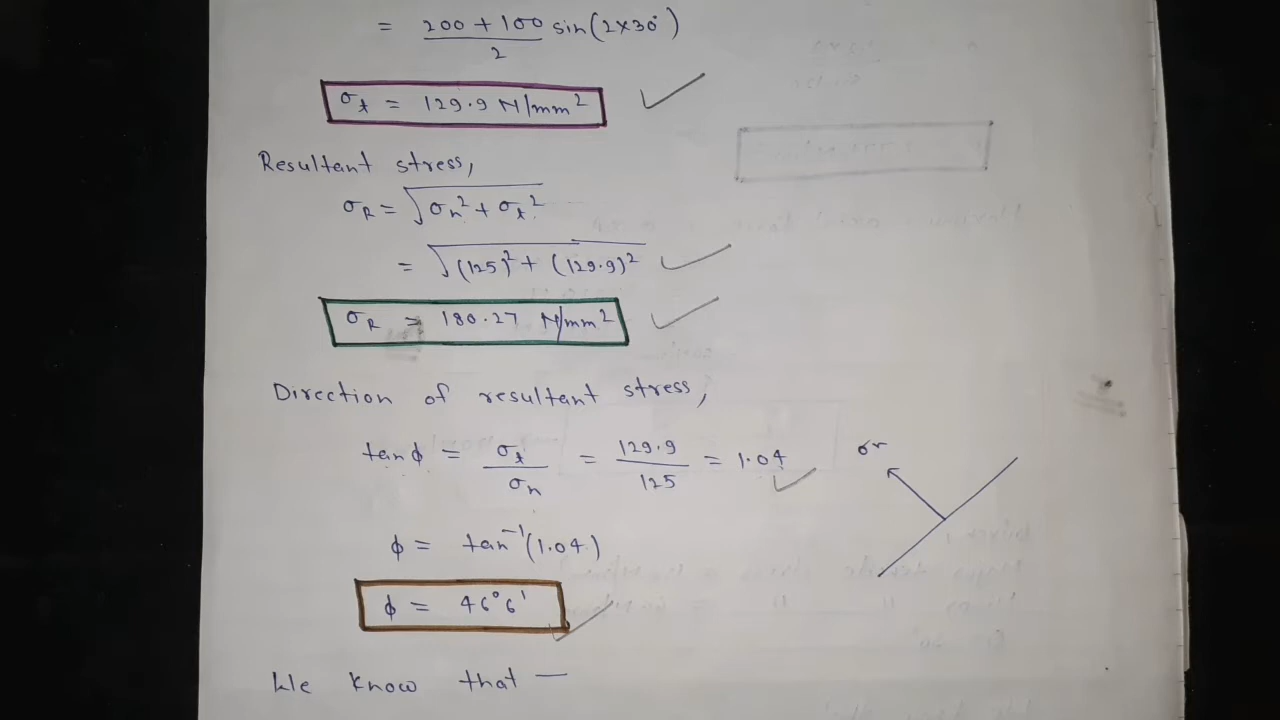 = 200 + 100 / 2 sin(2×30°)
σt = 129.9 N/mm²
Resultant stress,
σR = √σn² + σt²
= √(125)² + (129.9)²
σR = 180.27 N/mm²
Direction of resultant stress,
tanϕ = σt / σn = 129.9 / 125 = 1.04
σr
ϕ = tan⁻¹(1.04)
ϕ = 46°6'
We know that —